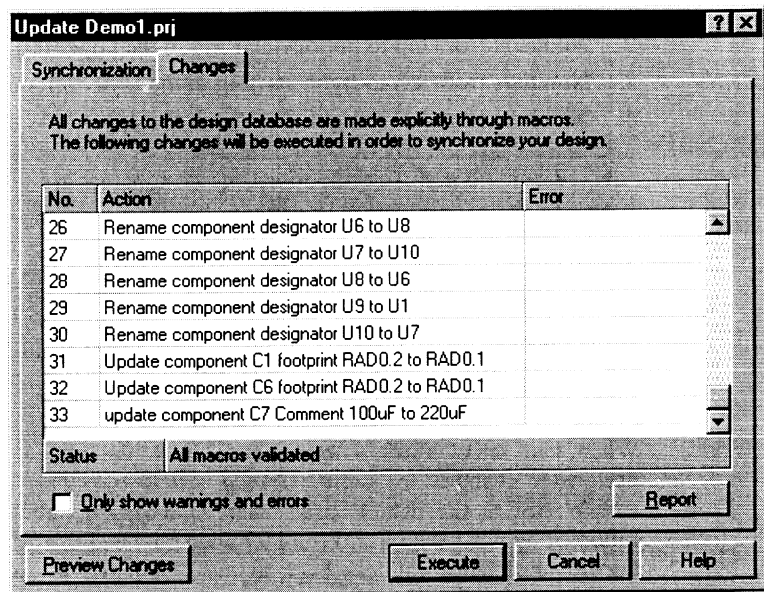 Update Demo1.prj
Synchronization Changes
All changes to the design database are made explicitly through macros.
The following changes will be executed in order to synchronize your design.
No. Action Error
26 Rename component designator U6 to U8
27 Rename component designator U7 to U10
28 Rename component designator U8 to U6
29 Rename component designator U9 to U1
30 Rename component designator U10 to U7
31 Update component C1 footprint RAD0.2 to RAD0.1
32 Update component C6 footprint RAD0.2 to RAD0.1
33 update component C7 Comment 100uF to 220uF
Status All macros validated
Only show warnings and errors Report
Preview Changes Execute Cancel Help